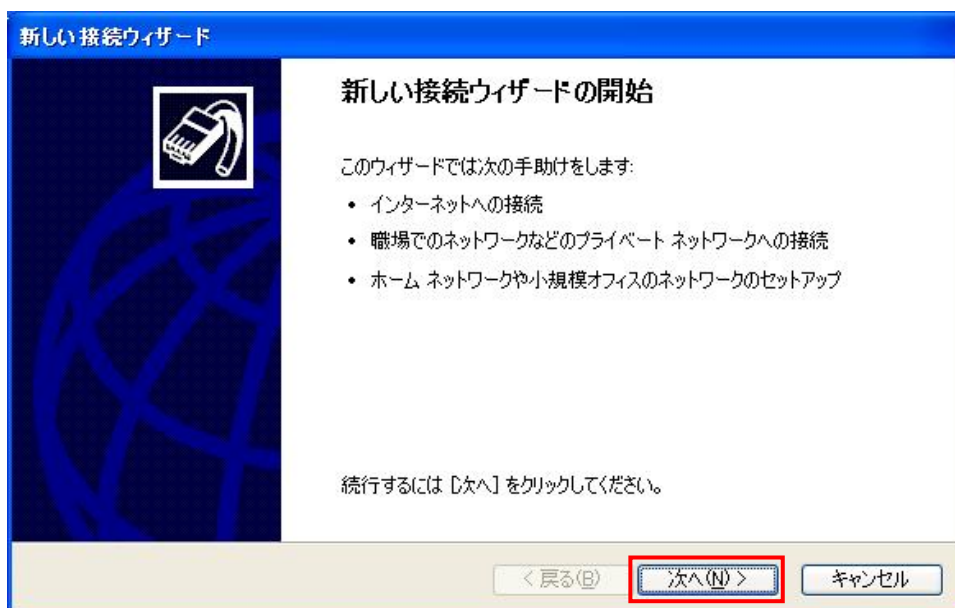 新しい接続ウィザード
新しい接続ウィザードの開始
このウィザードでは次の手助けをします:
• インターネットへの接続
• 職場でのネットワークなどのプライベート ネットワークへの接続
• ホーム ネットワークや小規模オフィスのネットワークのセットアップ
続行するには [次へ] をクリックしてください。
< 戻る(B) 次へ(N) > キャンセル